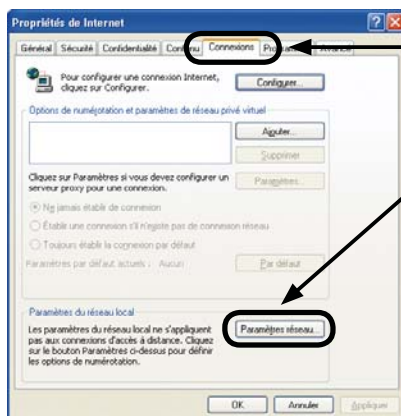 Propriétés de Internet
Général Sécurité Confidentialité Connexions Avancé
Pour configurer une connexion Internet,
cliquez sur Configurer.
Configurer...
Options de numérotation et paramètres de réseau privé virtuel
Ajouter...
Supprimer
Cliquez sur Paramètres si vous devez configurer un
serveur proxy pour une connexion.
Paramètres...
Ne jamais établir de connexion
Établir une connexion s'il n'existe pas de connexion réseau
Toujours établir la connexion par défaut
Paramètres par défaut actuels : Aucun
Par défaut
Paramètres du réseau local
Les paramètres du réseau local ne s'appliquent
pas aux connexions d'accès à distance. Cliquez
sur le bouton Paramètres ci-dessus pour définir
les options de numérotation.
Paramètres réseau...
OK Annuler Appliquer